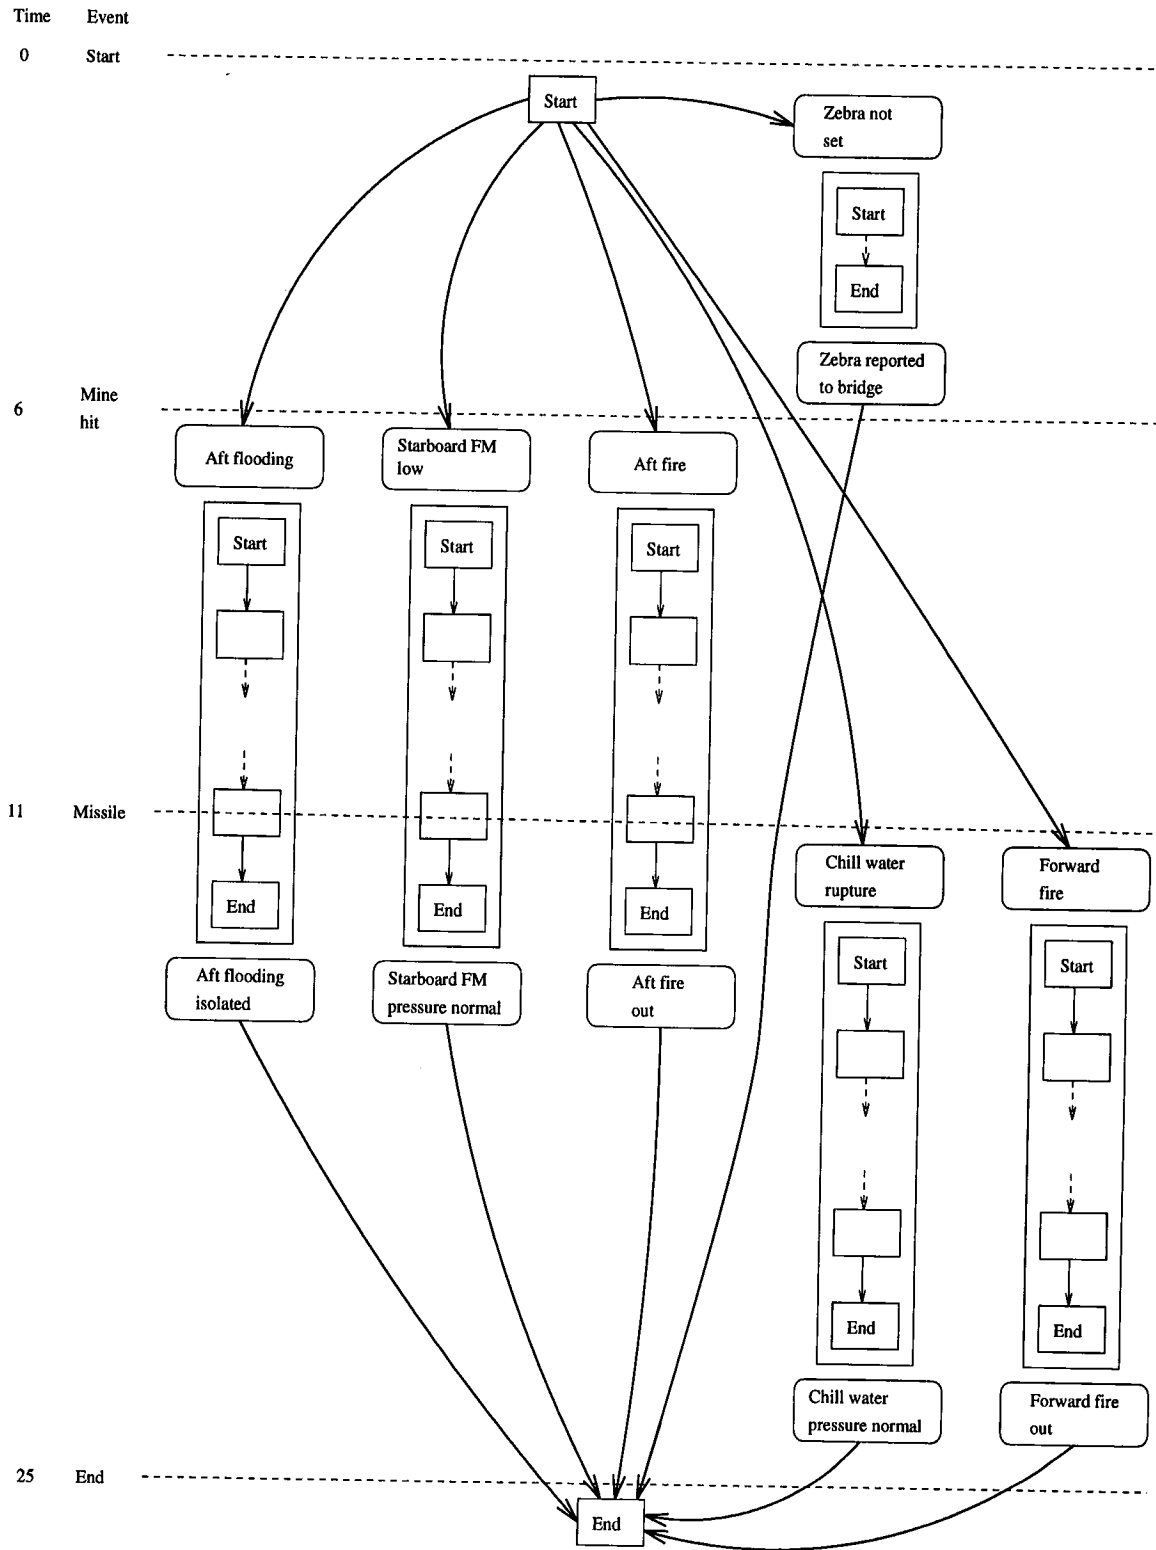 Time Event
0 Start
Start
Zebra not
set
Start
End
Zebra reported
to bridge
6 Mine
hit
Aft flooding
Starboard FM
low
Aft fire
Start
Start
Start
11 Missile
Chill water
rupture
Forward
fire
End
End
End
Aft flooding
isolated
Starboard FM
pressure normal
Aft fire
out
Start
Start
End
End
Chill water
pressure normal
Forward fire
out
25 End
End